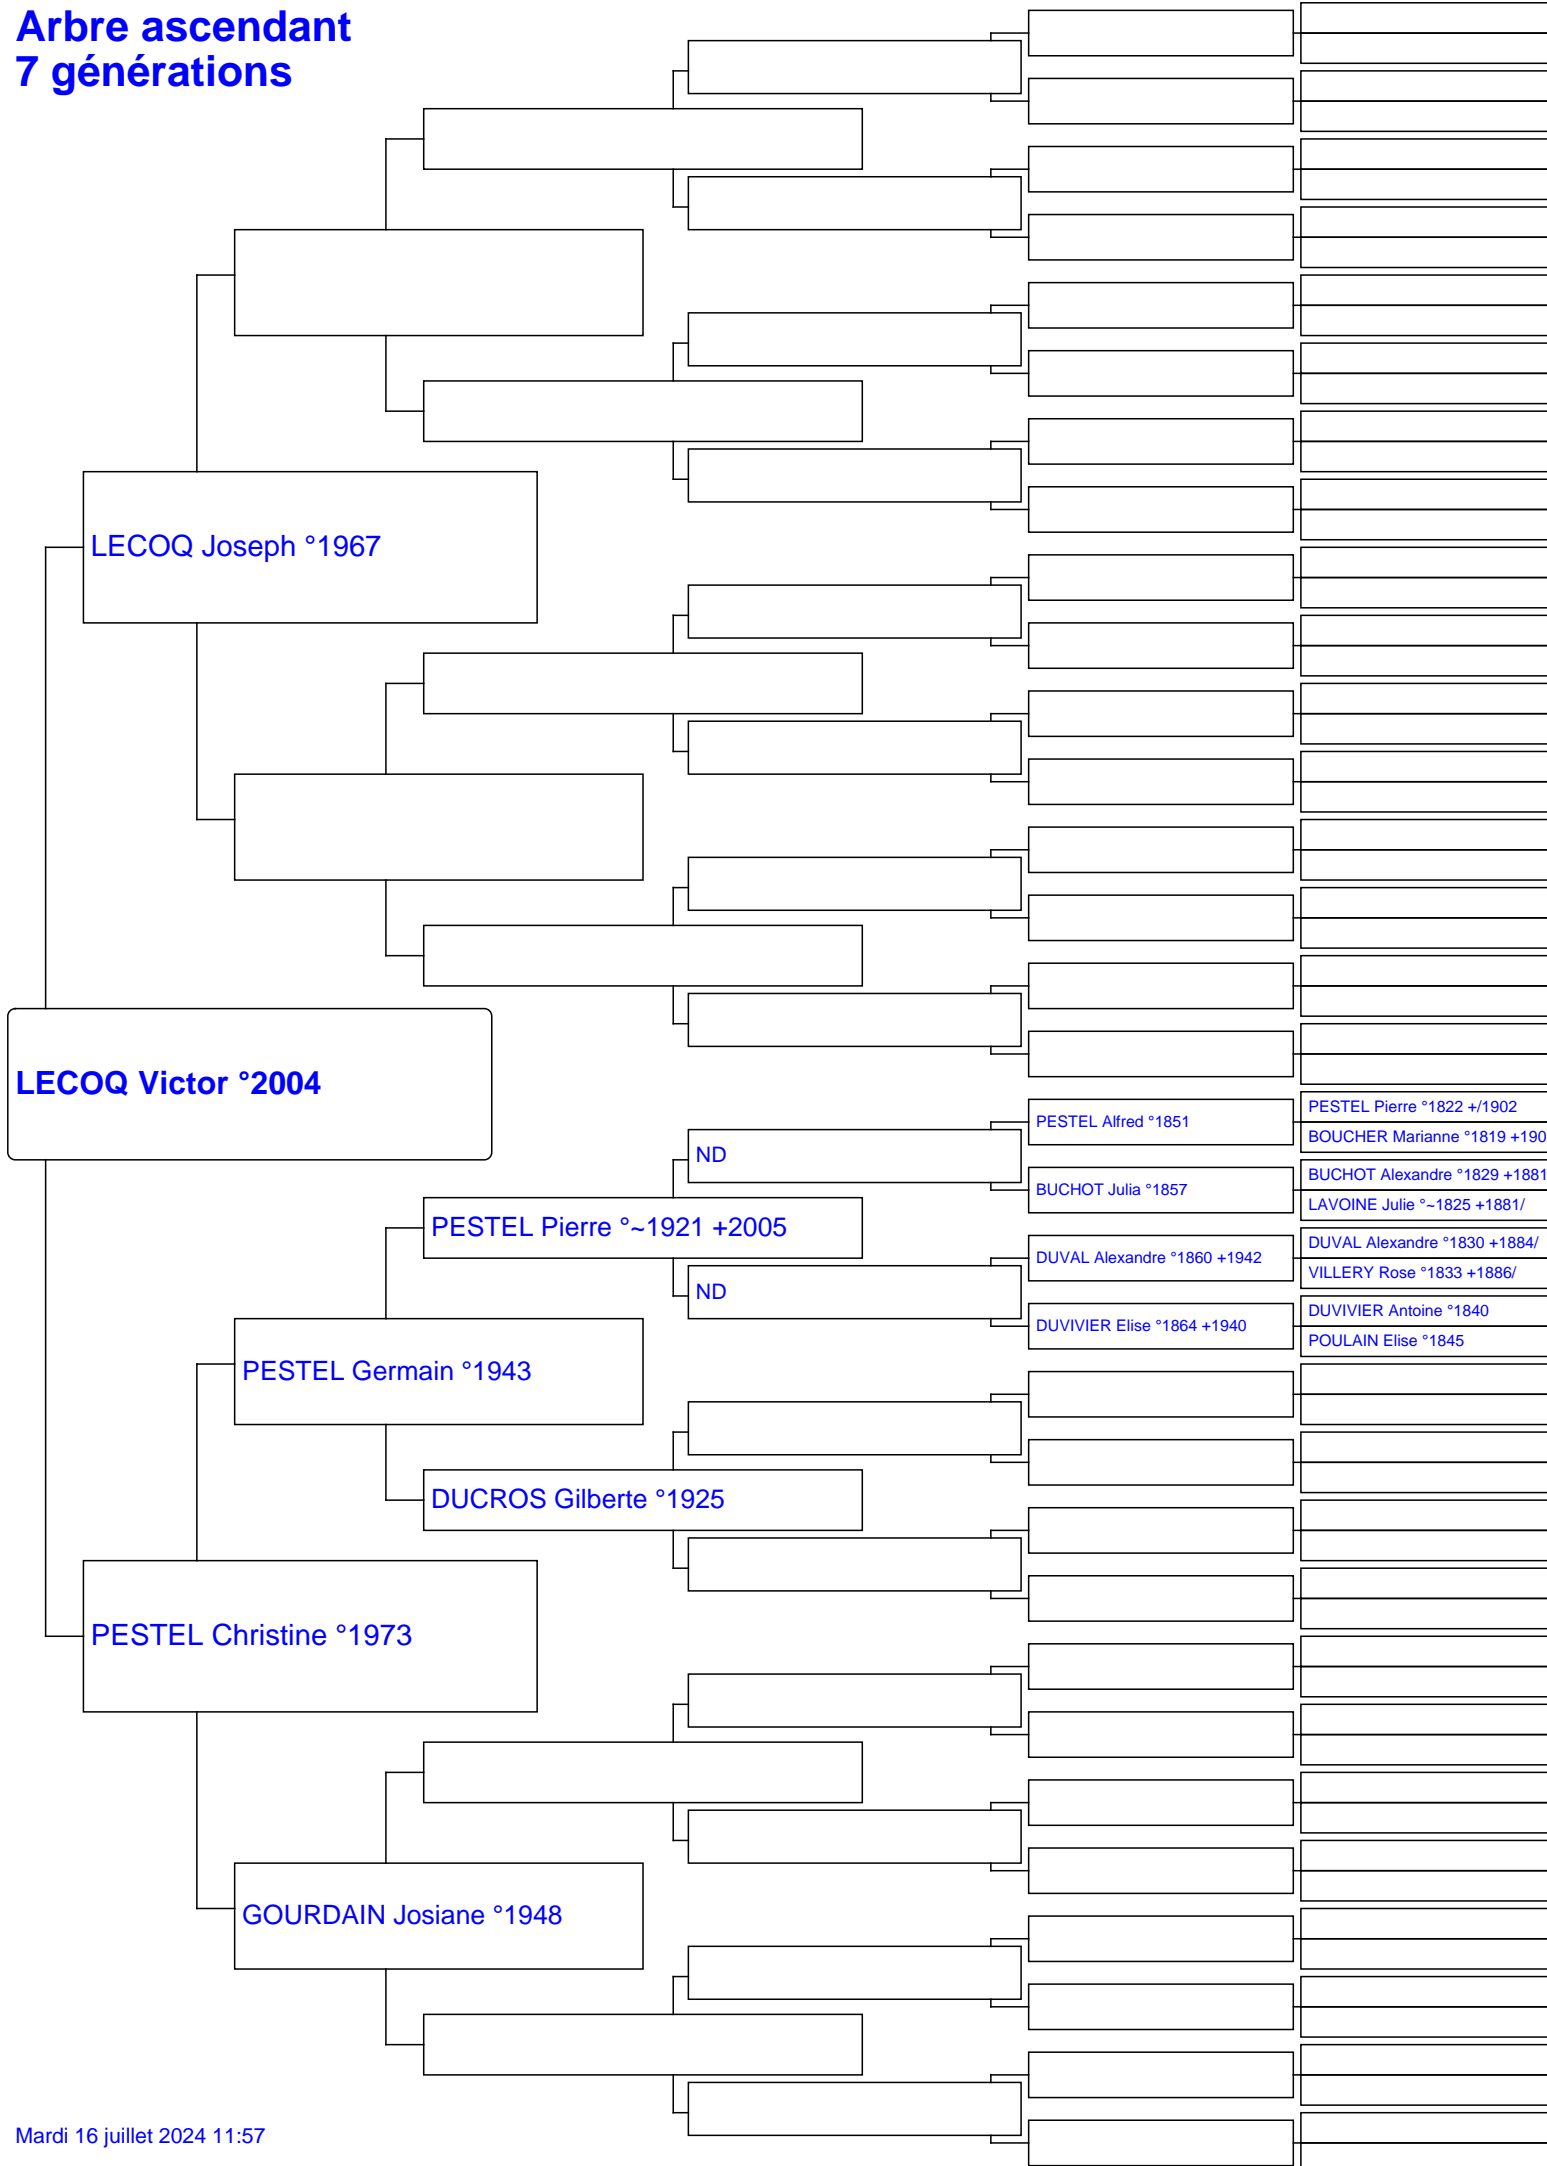 Arbre ascendant
7 générations
LECOQ Joseph °1967
LECOQ Victor °2004
PESTEL Alfred °1851
PESTEL Pierre °1822 +/1902
BOUCHER Marianne °1819 +190
ND
BUCHOT Julia °1857
BUCHOT Alexandre °1829 +1881
LAVOINE Julie °~1825 +1881/
PESTEL Pierre °~1921 +2005
DUVAL Alexandre °1860 +1942
DUVAL Alexandre °1830 +1884/
VILLERY Rose °1833 +1886/
ND
DUVIVIER Elise °1864 +1940
DUVIVIER Antoine °1840
POULAIN Elise °1845
PESTEL Germain °1943
DUCROS Gilberte °1925
PESTEL Christine °1973
GOURDAIN Josiane °1948
Mardi 16 juillet 2024 11:57